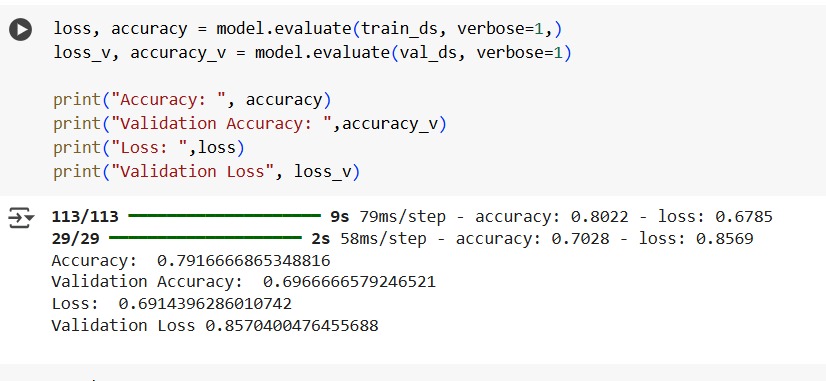 loss, accuracy = model.evaluate(train_ds, verbose=1,)
loss_v, accuracy_v = model.evaluate(val_ds, verbose=1)
print("Accuracy: ", accuracy)
print("Validation Accuracy: ",accuracy_v)
print("Loss: ",loss)
print("Validation Loss", loss_v)
113/113 ━━━━━━━━━━━━━━━━━━━━ 9s 79ms/step - accuracy: 0.8022 - loss: 0.6785
29/29 ━━━━━━━━━━━━━━━━━━━━ 2s 58ms/step - accuracy: 0.7028 - loss: 0.8569
Accuracy:  0.7916666865348816
Validation Accuracy:  0.6966666579246521
Loss:  0.6914396286010742
Validation Loss 0.8570400476455688